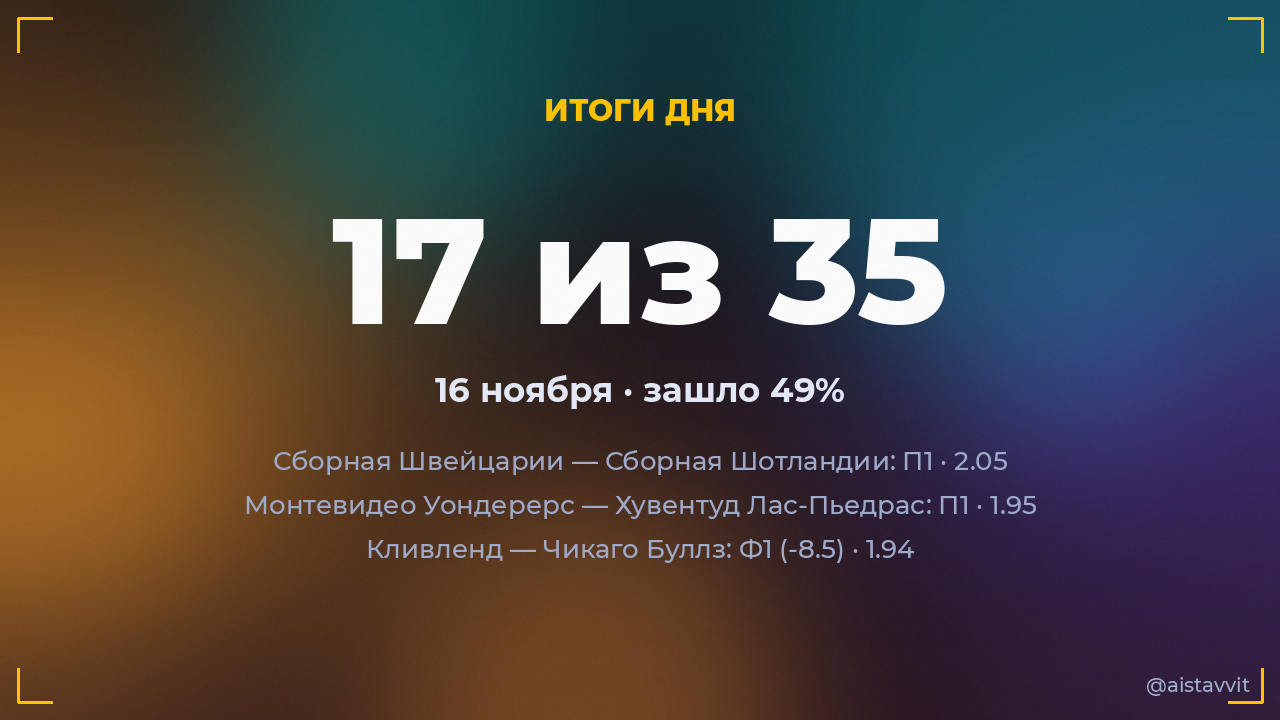 ИТОГИ ДНЯ
17 из 35
16 ноября · зашло 49%
Сборная Швейцарии — Сборная Шотландии: П1 · 2.05
Монтевидео Уондерерс — Хувентуд Лас-Пьедрас: П1 · 1.95
Кливленд — Чикаго Буллз: Ф1 (-8.5) · 1.94
@aistavvit